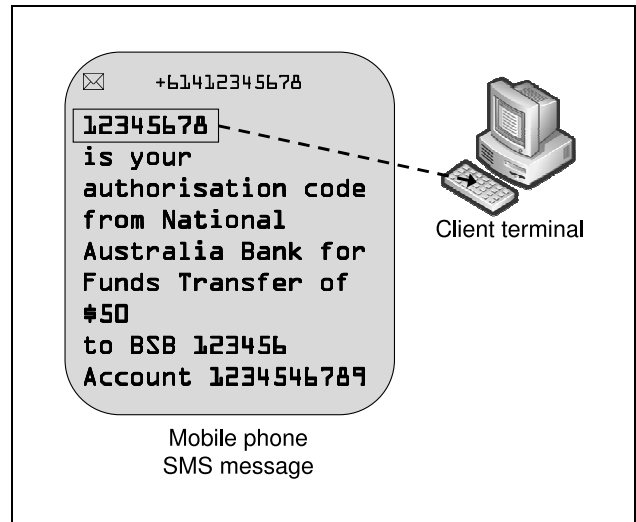 +61412345678
12345678
is your
authorisation code
from National
Australia Bank for
Funds Transfer of
$50
to BSB 123456
Account 1234546789
Client terminal
Mobile phone
SMS message